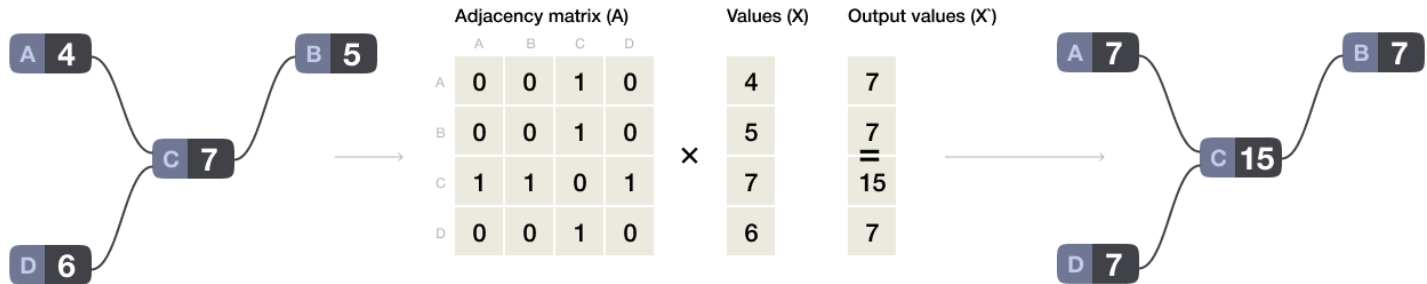 Adjacency matrix (A) Values (X) Output values (X`)
A B C D
A 4 B 5
A 0 0 1 0 4 7
B 0 0 1 0 5 7
C 7 × =
C 1 1 0 1 7 15
D 0 0 1 0 6 7
D 6
A 7 B 7
C 15
D 7